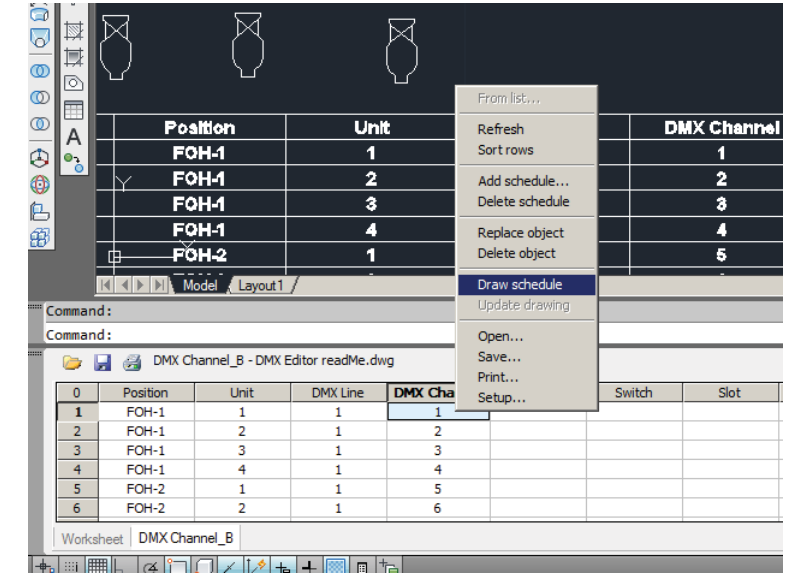 From list...
Position Unit DMX Channel
Refresh
FOH-1 1 1
Sort rows
A
FOH-1 2 2
Add schedule...
FOH-1 3 3
Delete schedule
FOH-1 4 4
Replace object
FOH-2 1 5
Delete object
Model Layout1
Draw schedule
Update drawing
Command:
Command:
Open...
Save...
Print...
Setup...
DMX Channel_B - DMX Editor readMe.dwg
0 Position Unit DMX Line DMX Cha Switch Slot
1 FOH-1 1 1 1
2 FOH-1 2 1 2
3 FOH-1 3 1 3
4 FOH-1 4 1 4
5 FOH-2 1 1 5
6 FOH-2 2 1 6
Worksheet DMX Channel_B